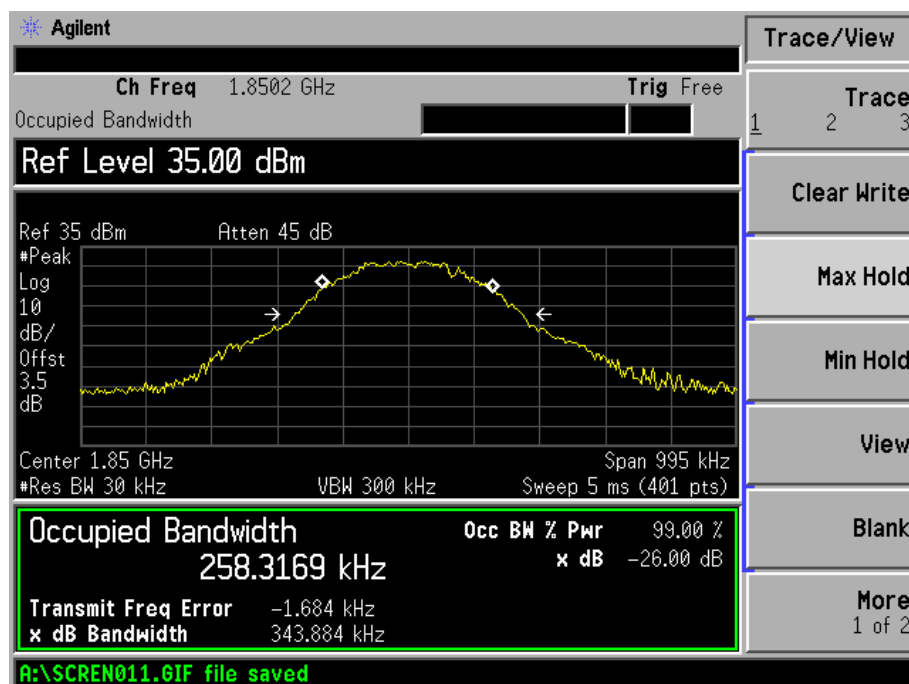 Agilent
Ch Freq 1.8502 GHz Trig Free
Occupied Bandwidth
Ref Level 35.00 dBm
Ref 35 dBm Atten 45 dB
#Peak
Log
10
dB/
Offst
3.5
dB
Center 1.85 GHz Span 995 kHz
#Res BW 30 kHz VBW 300 kHz Sweep 5 ms (401 pts)
Occupied Bandwidth Occ BW % Pwr 99.00 %
258.3169 kHz x dB -26.00 dB
Transmit Freq Error -1.684 kHz
x dB Bandwidth 343.884 kHz
A:\SCREN011.GIF file saved
Trace/View
Trace
1 2 3
Clear Write
Max Hold
Min Hold
View
Blank
More
1 of 2